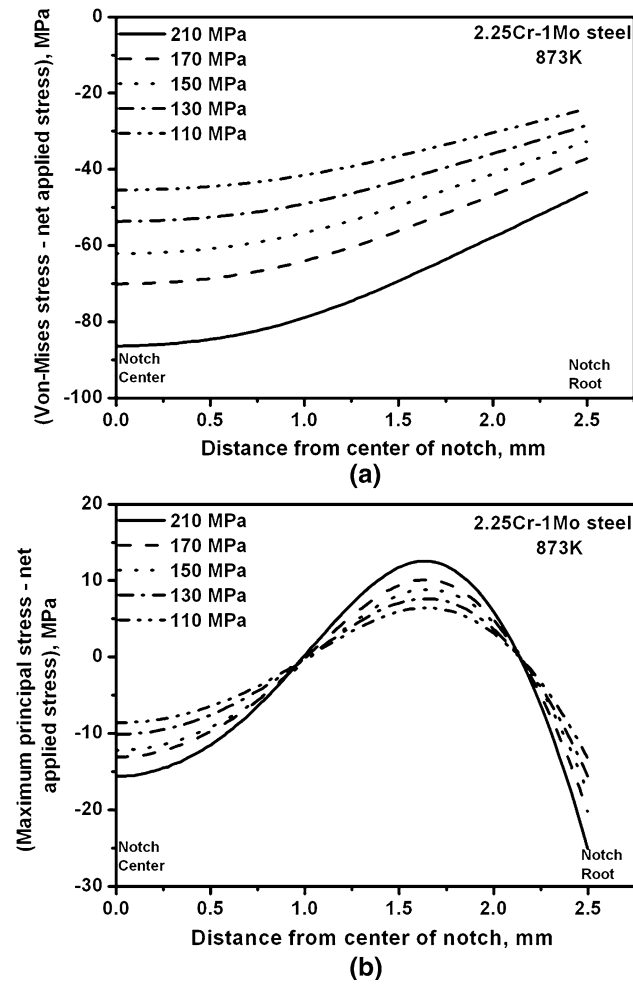 0
-20
-40
-60
-80
-100
(Von-Mises stress - net applied stress), MPa
210 MPa
170 MPa
150 MPa
130 MPa
110 MPa
2.25Cr-1Mo steel
873K
Notch
Center
Notch
Root
0.0 0.5 1.0 1.5 2.0 2.5
Distance from center of notch, mm
(a)
20
10
0
-10
-20
-30
(Maximum principal stress - net
applied stress), MPa
210 MPa
170 MPa
150 MPa
130 MPa
110 MPa
2.25Cr-1Mo steel
873K
Notch
Center
Notch
Root
0.0 0.5 1.0 1.5 2.0 2.5
Distance from center of notch, mm
(b)